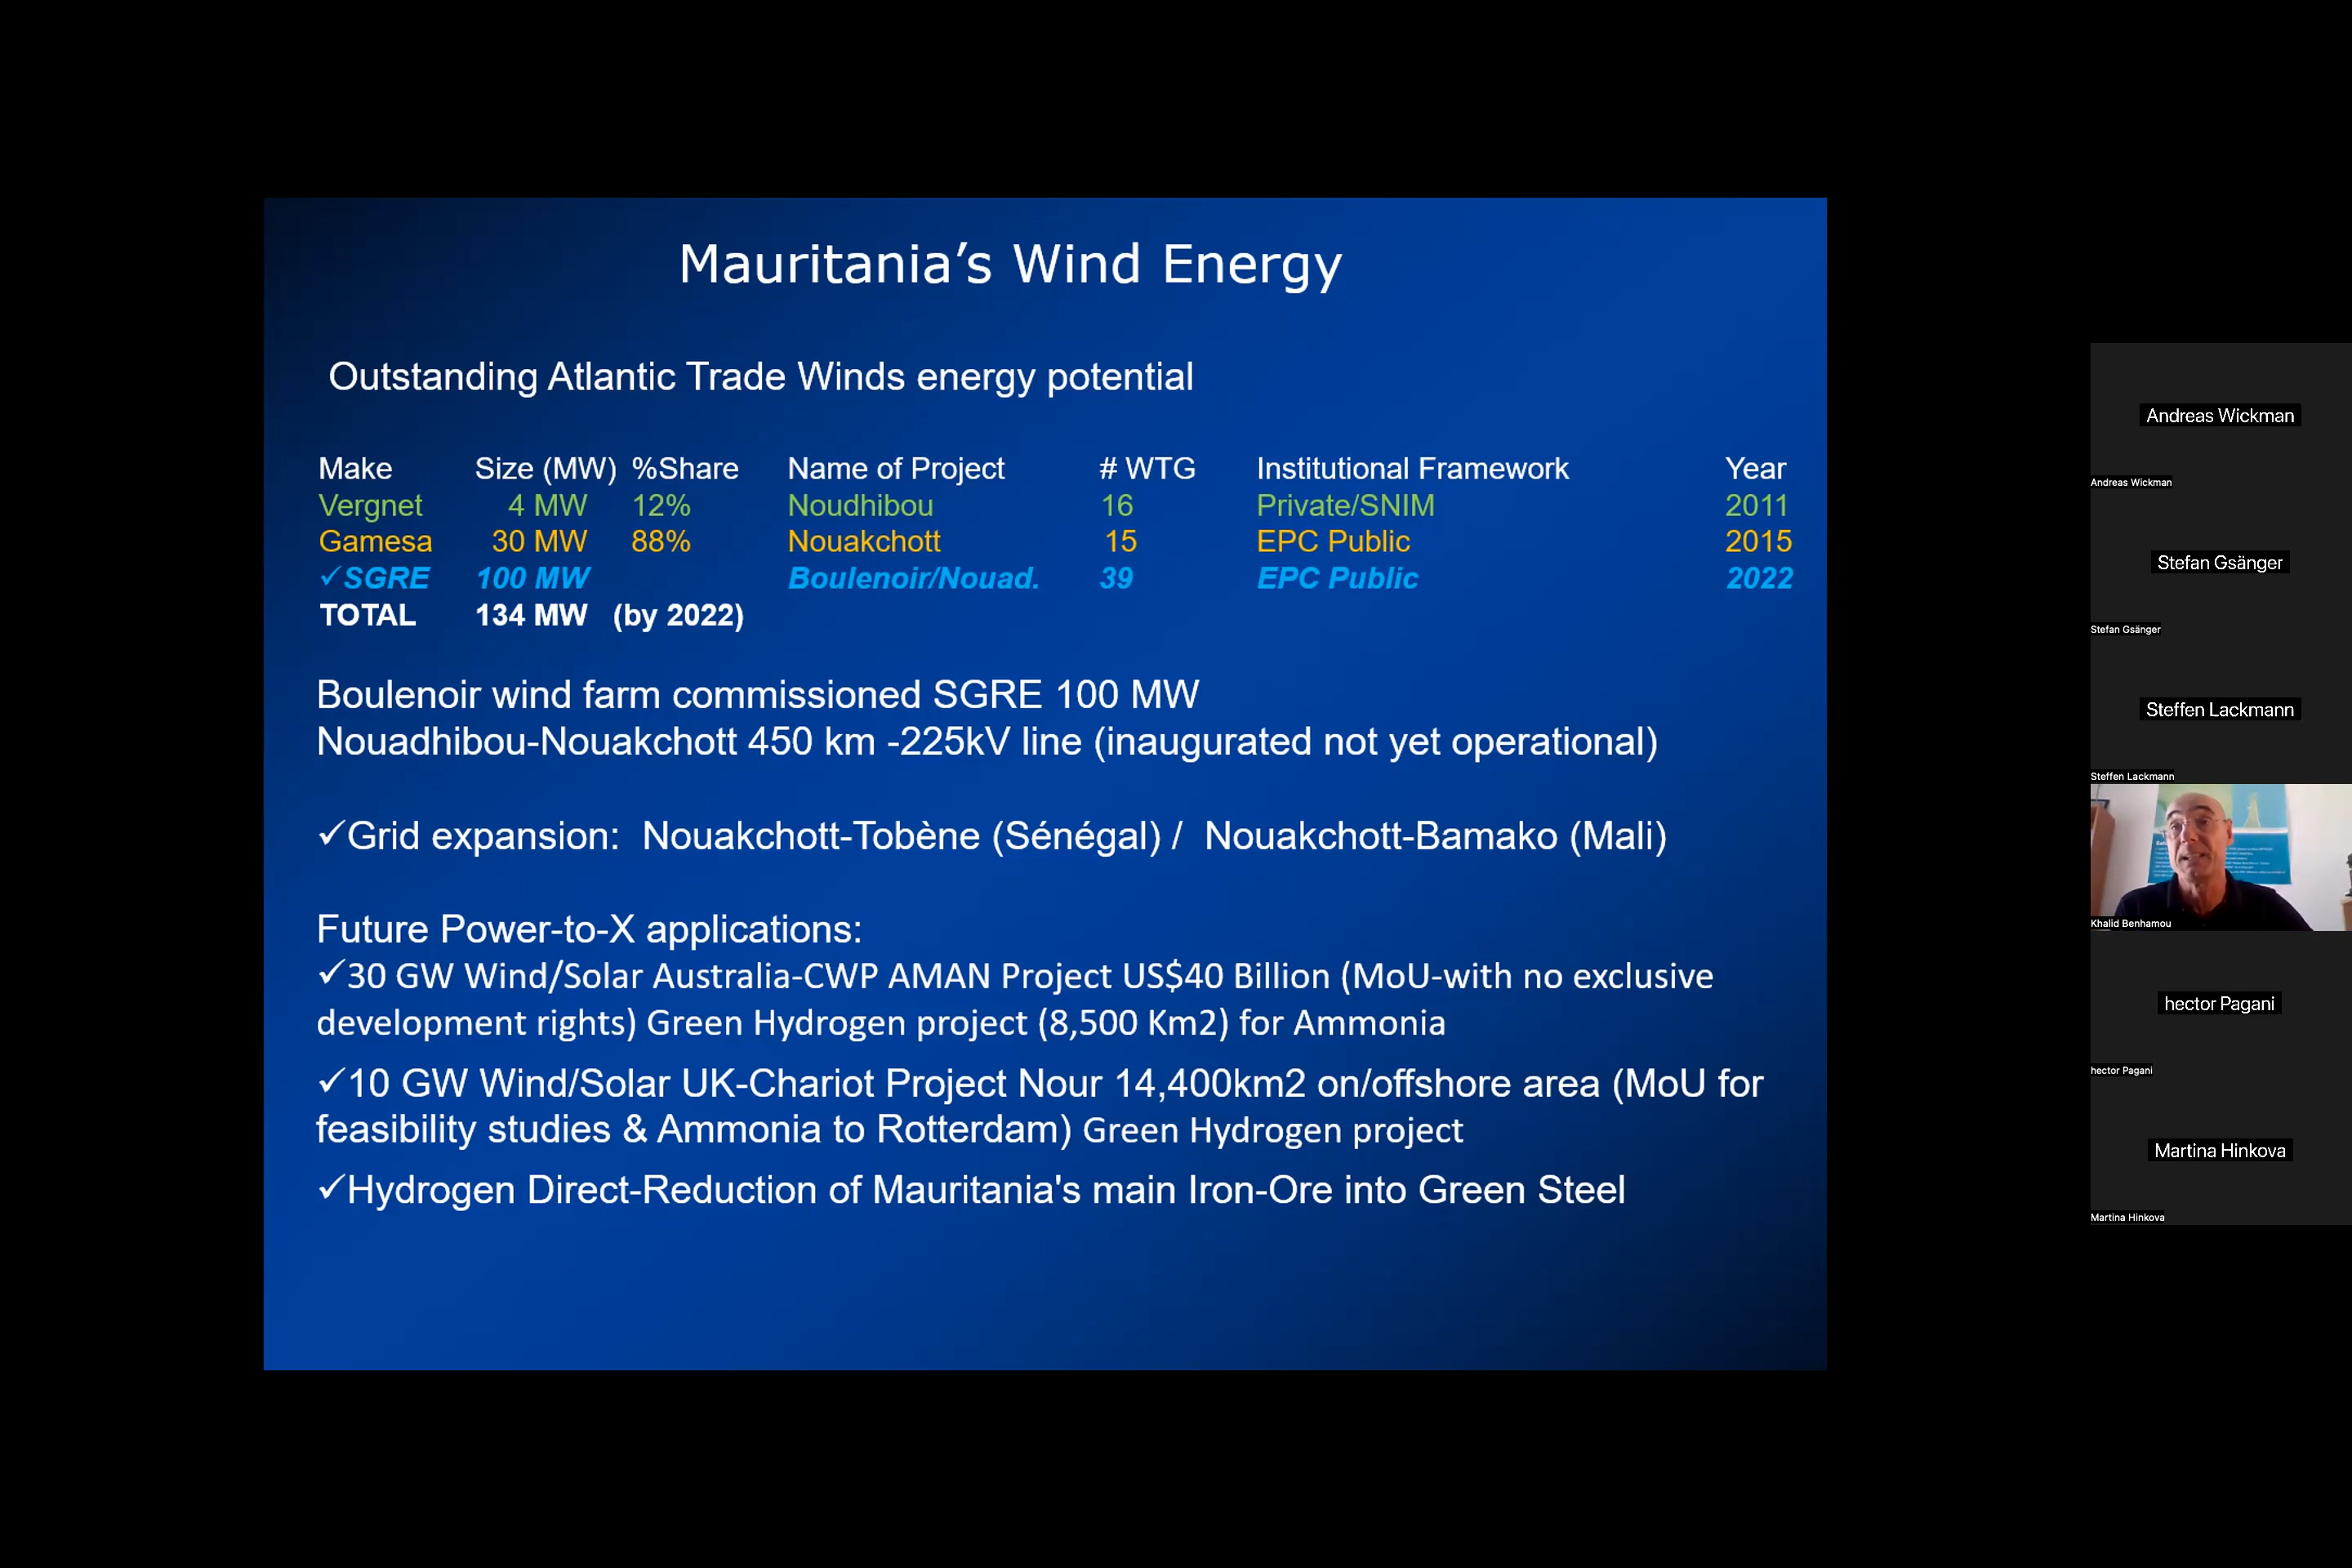 Mauritania’s Wind Energy
Outstanding Atlantic Trade Winds energy potential
Make Size (MW) %Share Name of Project # WTG Institutional Framework Year
Vergnet 4 MW 12% Noudhibou 16 Private/SNIM 2011
Gamesa 30 MW 88% Nouakchott 15 EPC Public 2015
✓SGRE 100 MW Boulenoir/Nouad. 39 EPC Public 2022
TOTAL 134 MW (by 2022)
Boulenoir wind farm commissioned SGRE 100 MW
Nouadhibou-Nouakchott 450 km -225kV line (inaugurated not yet operational)
✓Grid expansion: Nouakchott-Tobène (Sénégal) / Nouakchott-Bamako (Mali)
Future Power-to-X applications:
✓30 GW Wind/Solar Australia-CWP AMAN Project US$40 Billion (MoU-with no exclusive
development rights) Green Hydrogen project (8,500 Km2) for Ammonia
✓10 GW Wind/Solar UK-Chariot Project Nour 14,400km2 on/offshore area (MoU for
feasibility studies & Ammonia to Rotterdam) Green Hydrogen project
✓Hydrogen Direct-Reduction of Mauritania's main Iron-Ore into Green Steel
Andreas Wickman
Andreas Wickman
Stefan Gsänger
Stefan Gsänger
Steffen Lackmann
Steffen Lackmann
Khalid Benhamou
hector Pagani
hector Pagani
Martina Hinkova
Martina Hinkova